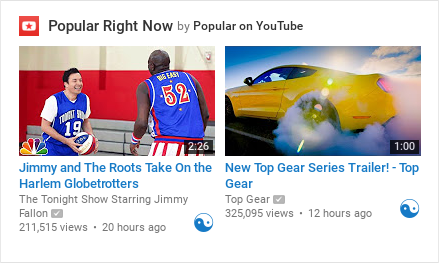 Popular Right Now by Popular on YouTube
BIG EASY
52
TONIGHT SHOW
19
2:26
1:00
Jimmy and The Roots Take On the
Harlem Globetrotters
The Tonight Show Starring Jimmy
Fallon
211,515 views • 20 hours ago
New Top Gear Series Trailer! - Top
Gear
Top Gear
325,095 views • 12 hours ago